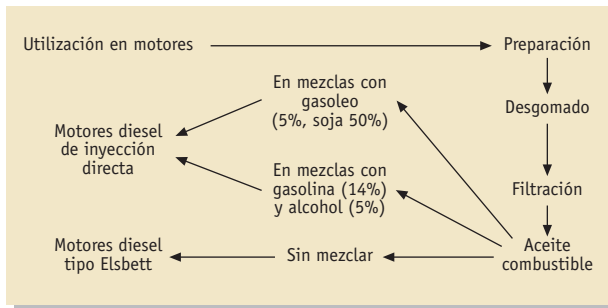 Utilización en motores
Preparación
Desgomado
Filtración
Aceite
combustible
En mezclas con
gasoleo
(5%, soja 50%)
En mezclas con
gasolina (14%)
y alcohol (5%)
Sin mezclar
Motores diesel
de inyección
directa
Motores diesel
tipo Elsbett